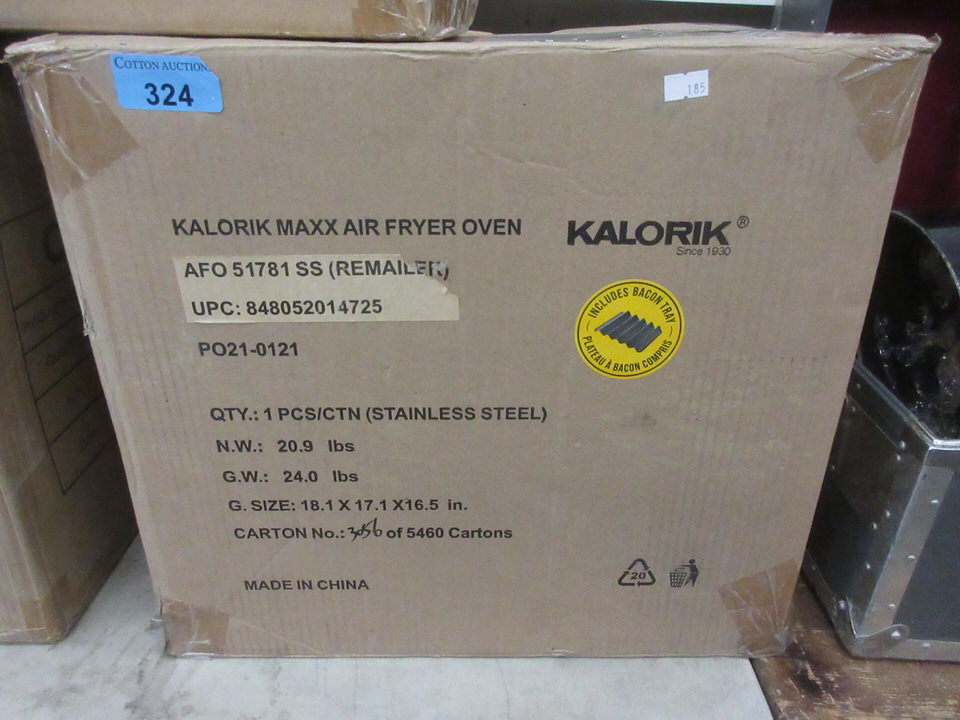 COTTON AUCTION
324
185
KALORIK MAXX AIR FRYER OVEN
AFO 51781 SS (REMAILER)
UPC: 848052014725
PO21-0121
KALORIK®
Since 1930
INCLUDES BACON TRAY
PLATEAU À BACON COMPRIS
QTY.: 1 PCS/CTN (STAINLESS STEEL)
N.W.: 20.9 lbs
G.W.: 24.0 lbs
G. SIZE: 18.1 X 17.1 X16.5 in.
CARTON No.: 3056 of 5460 Cartons
MADE IN CHINA
20